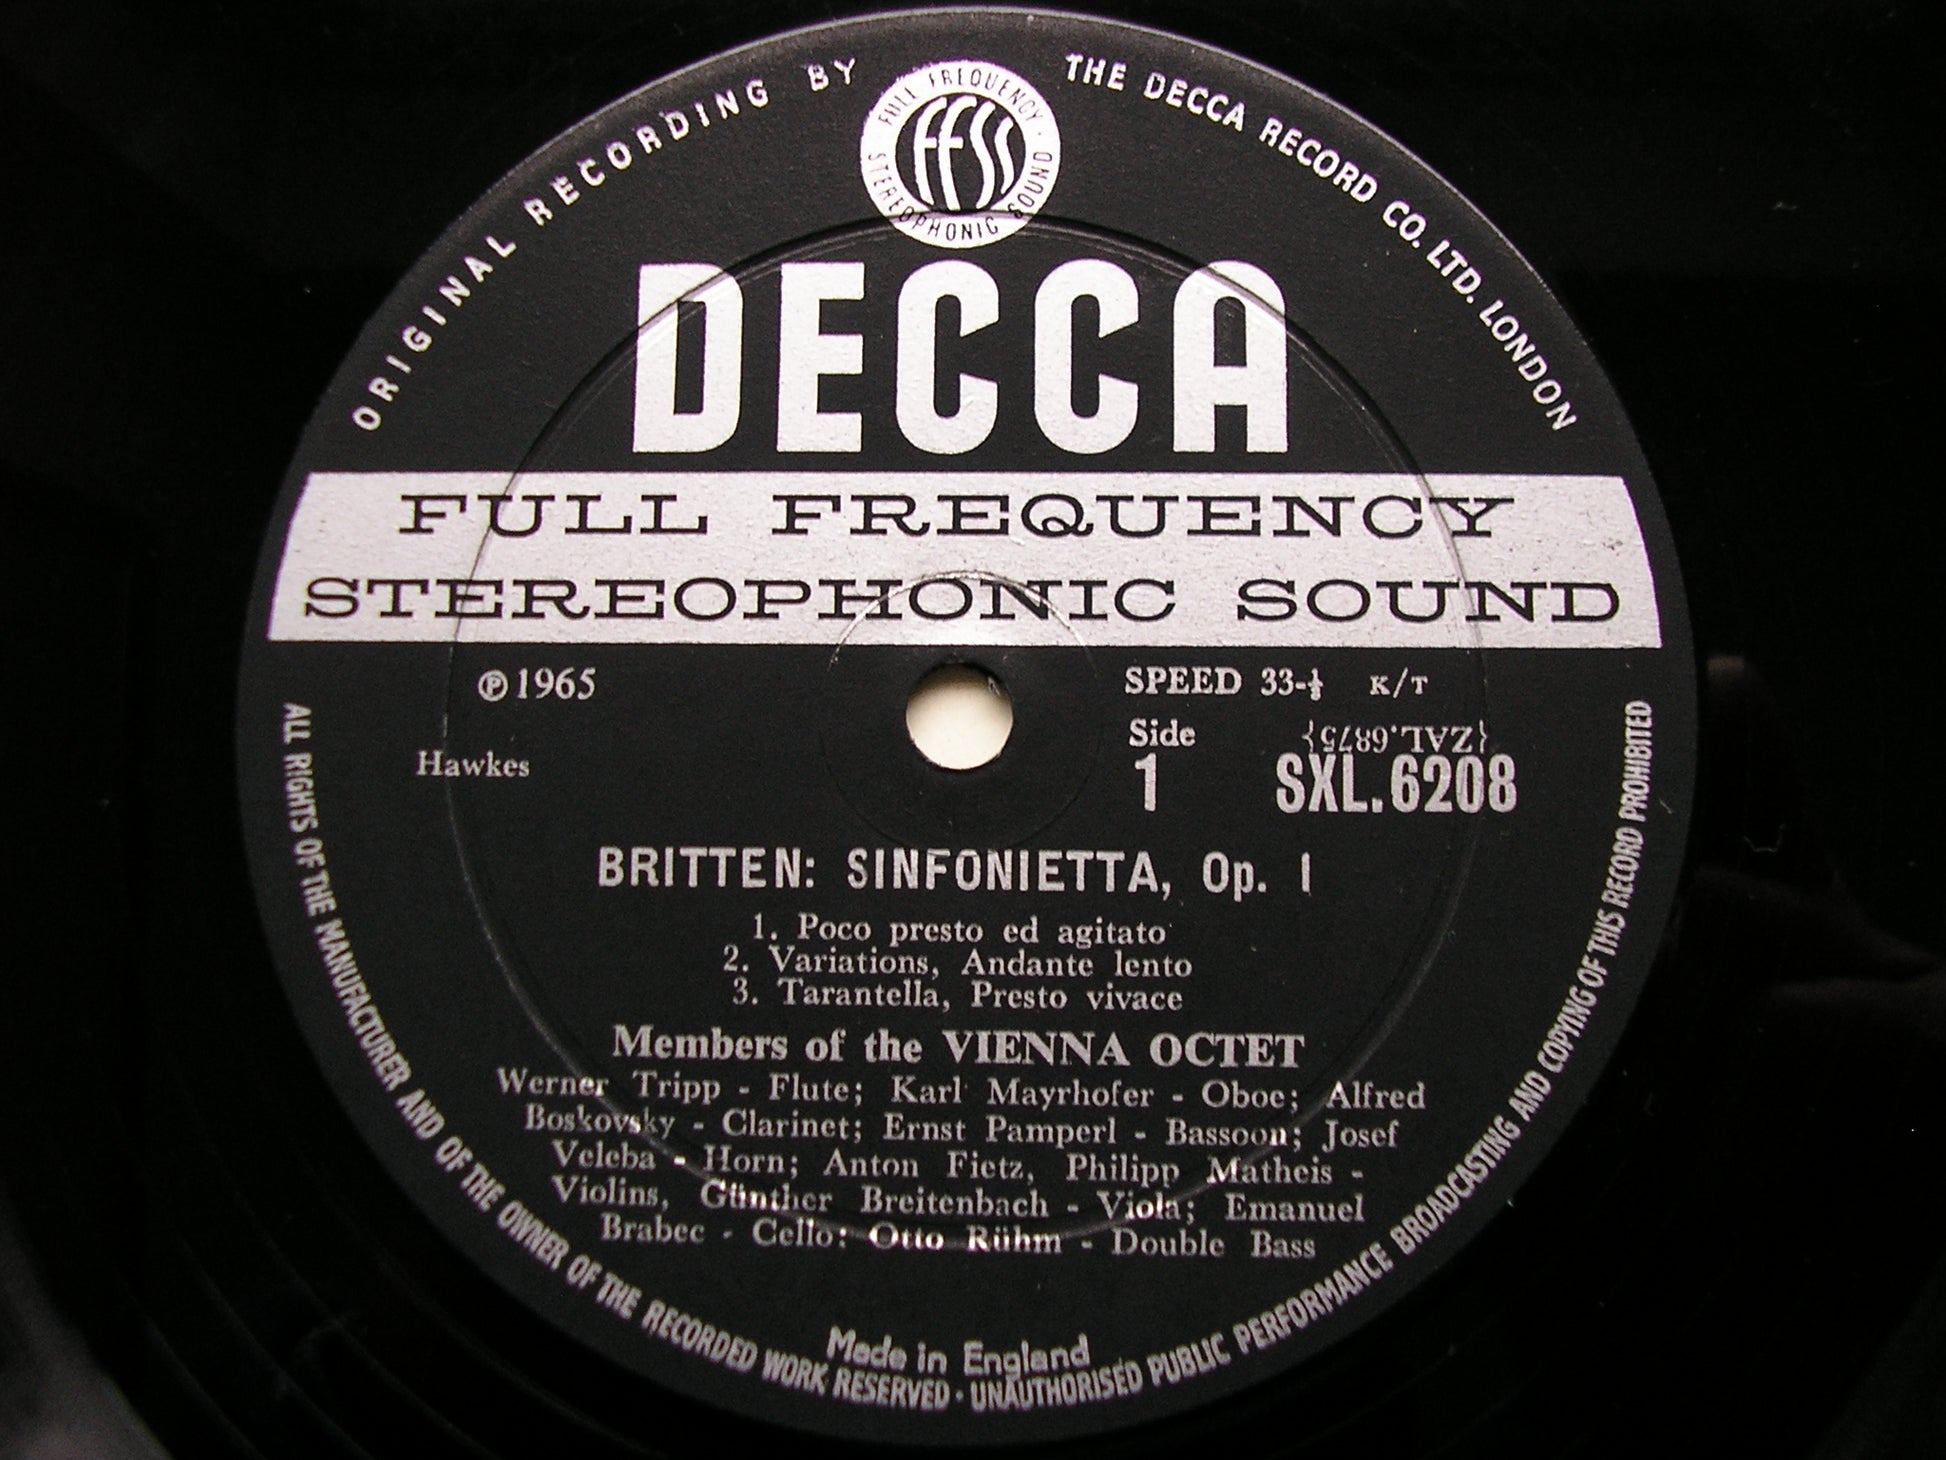 ORIGINAL RECORDING BY THE DECCA RECORD CO. LTD. LONDON
FULL FREQUENCY · STEREOPHONIC SOUND
FFSS
DECCA
FULL FREQUENCY
STEREOPHONIC SOUND
℗1965
SPEED 33-⅓ K/T
Side
{ZAL.6875}
Hawkes
1 SXL.6208
BRITTEN: SINFONIETTA, Op. 1
1. Poco presto ed agitato
2. Variations, Andante lento
3. Tarantella, Presto vivace
Members of the VIENNA OCTET
Werner Tripp - Flute; Karl Mayrhofer - Oboe; Alfred
Boskovsky - Clarinet; Ernst Pamperl - Bassoon; Josef
Veleba - Horn; Anton Fietz, Philipp Matheis -
Violins, Günther Breitenbach - Viola; Emanuel
Brabec - Cello; Otto Rühm - Double Bass
Made in England
ALL RIGHTS OF THE MANUFACTURER AND OF THE OWNER OF THE RECORDED WORK RESERVED · UNAUTHORISED PUBLIC PERFORMANCE BROADCASTING AND COPYING OF THIS RECORD PROHIBITED